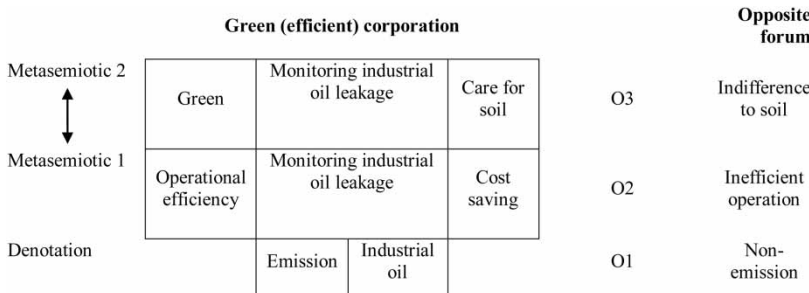 Green (efficient) corporation
Opposite
forum
Metasemiotic 2
Green
Monitoring industrial
oil leakage
Care for
soil
O3
Indifference
to soil
Metasemiotic 1
Operational
efficiency
Monitoring industrial
oil leakage
Cost
saving
O2
Inefficient
operation
Denotation
Emission
Industrial
oil
O1
Non-
emission